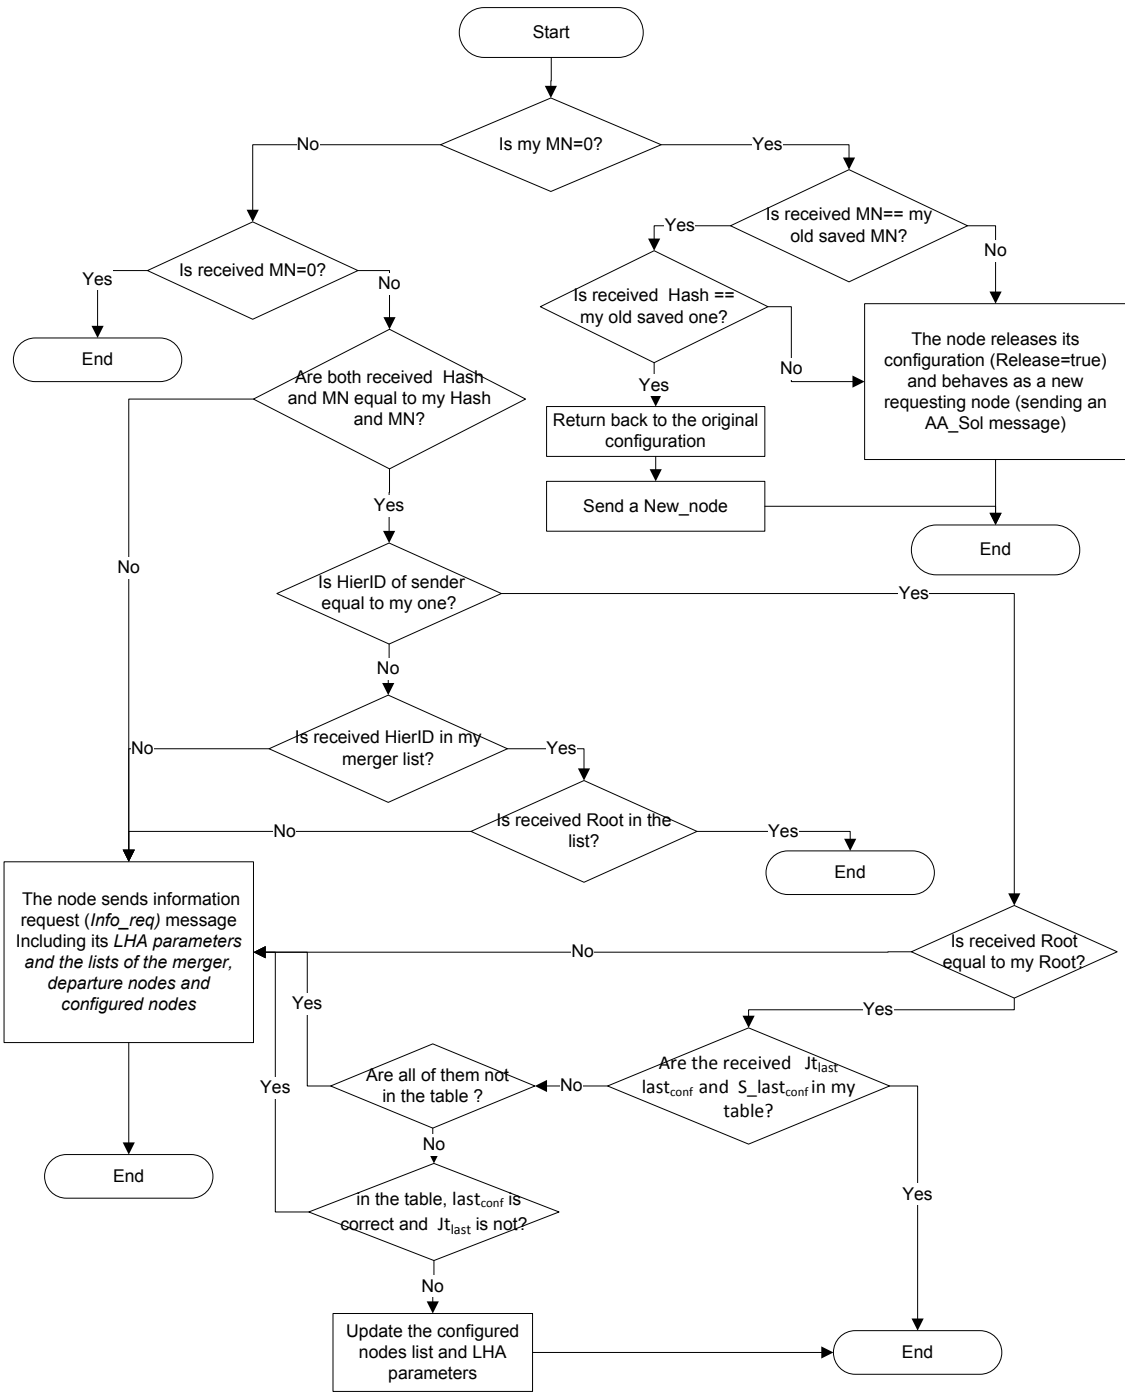 Start
Is my MN=0?
No
Yes
Is received MN== my
old saved MN?
Yes
No
Is received MN=0?
Yes
No
Is received Hash ==
my old saved one?
No
Yes
The node releases its
configuration (Release=true)
and behaves as a new
requesting node (sending an
AA_Sol message)
End
Are both received Hash
and MN equal to my Hash
and MN?
Return back to the original
configuration
Send a New_node
End
Yes
No
Is HierID of sender
equal to my one?
Yes
No
Is received HierID in my
merger list?
No
Yes
Is received Root in the
list?
No
Yes
End
The node sends information
request (Info_req) message
Including its LHA parameters
and the lists of the merger,
departure nodes and
configured nodes
Is received Root
equal to my Root?
No
Yes
Are the received Jtlast
lastconf and S_lastconf in my
table?
No
Yes
Are all of them not
in the table ?
Yes
No
in the table, lastconf is
correct and Jtlast is not?
Yes
No
End
Update the configured
nodes list and LHA
parameters
End